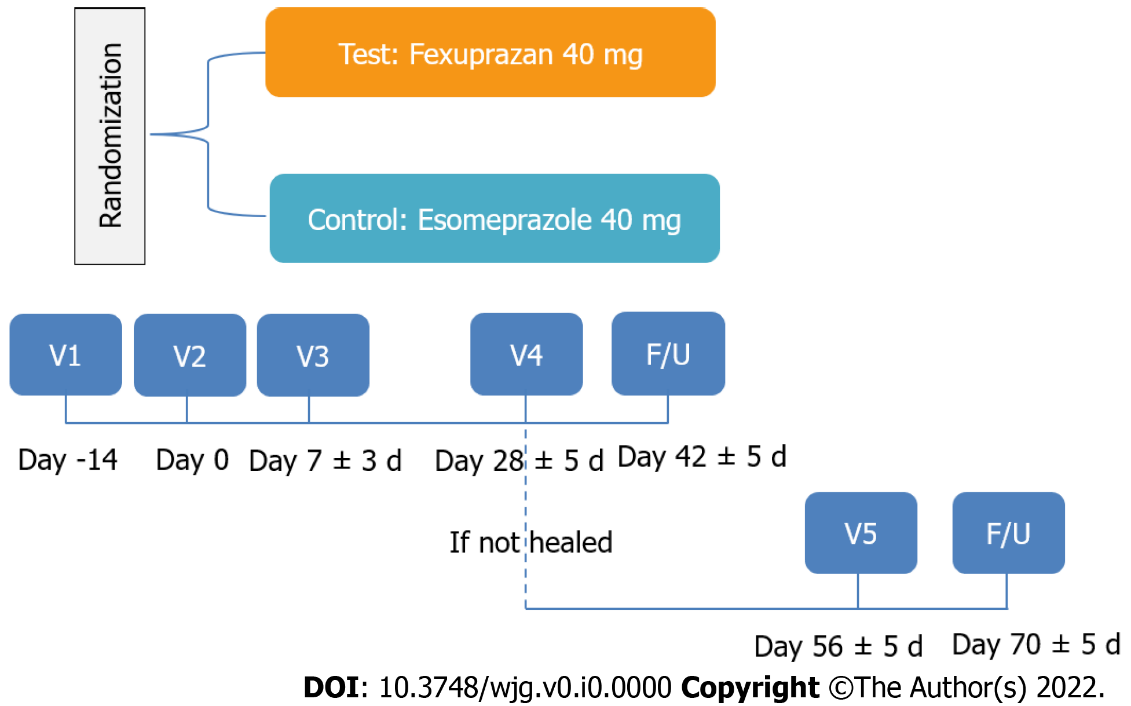 Randomization
Test: Fexuprazan 40 mg
Control: Esomeprazole 40 mg
V1 V2 V3 V4 F/U
Day -14 Day 0 Day 7 ± 3 d Day 28 ± 5 d Day 42 ± 5 d
If not healed
V5 F/U
Day 56 ± 5 d Day 70 ± 5 d
DOI: 10.3748/wjg.v0.i0.0000 Copyright ©The Author(s) 2022.